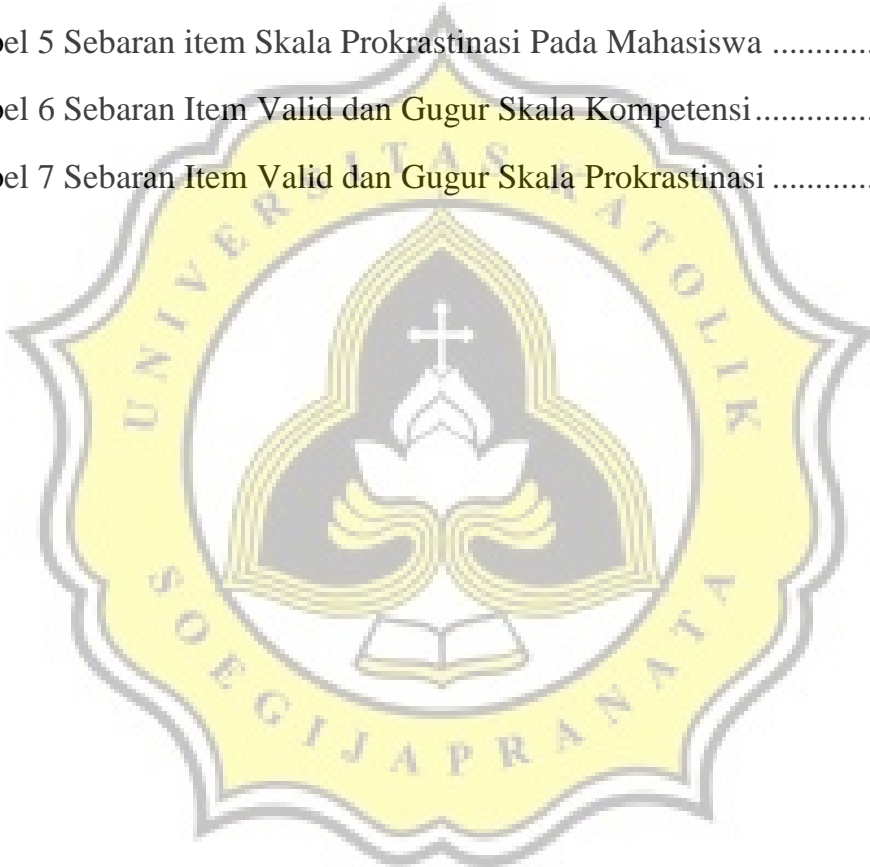 bel 5 Sebaran item Skala Prokrastinasi Pada Mahasiswa ............
bel 6 Sebaran Item Valid dan Gugur Skala Kompetensi ..............
bel 7 Sebaran Item Valid dan Gugur Skala Prokrastinasi ............
UNIVERSITAS KATOLIK
SOEGIJAPRANATA